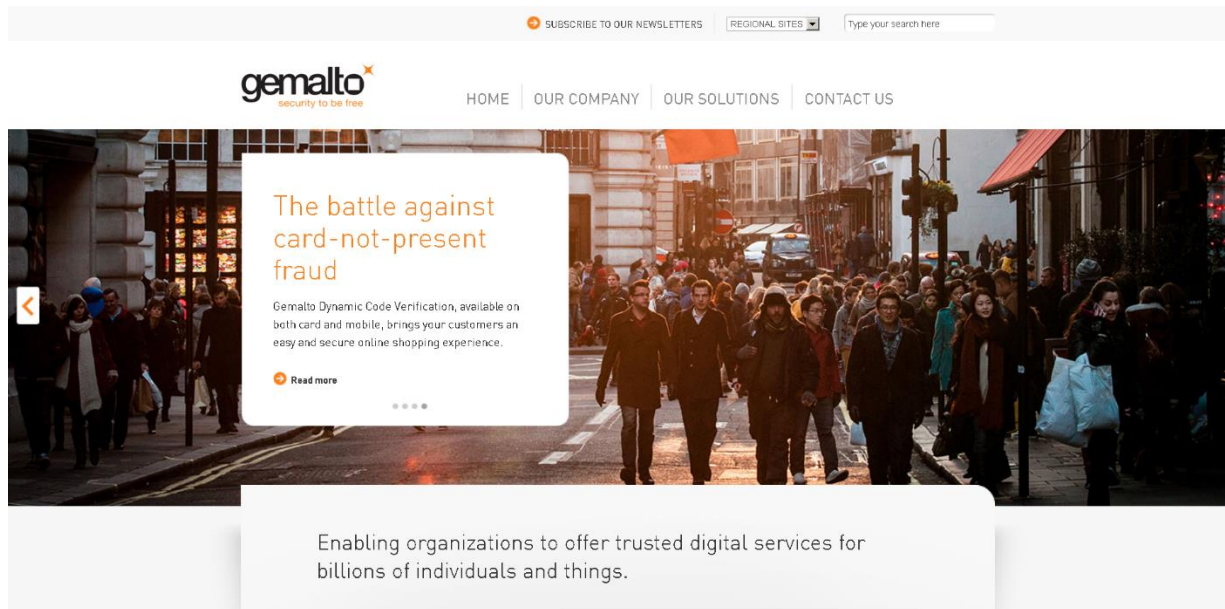 SUBSCRIBE TO OUR NEWSLETTERS
REGIONAL SITES
Type your search here
gemalto
security to be free
HOME
OUR COMPANY
OUR SOLUTIONS
CONTACT US
The battle against
card-not-present
fraud
Gemalto Dynamic Code Verification, available on
both card and mobile, brings your customers an
easy and secure online shopping experience.
Read more
Enabling organizations to offer trusted digital services for
billions of individuals and things.